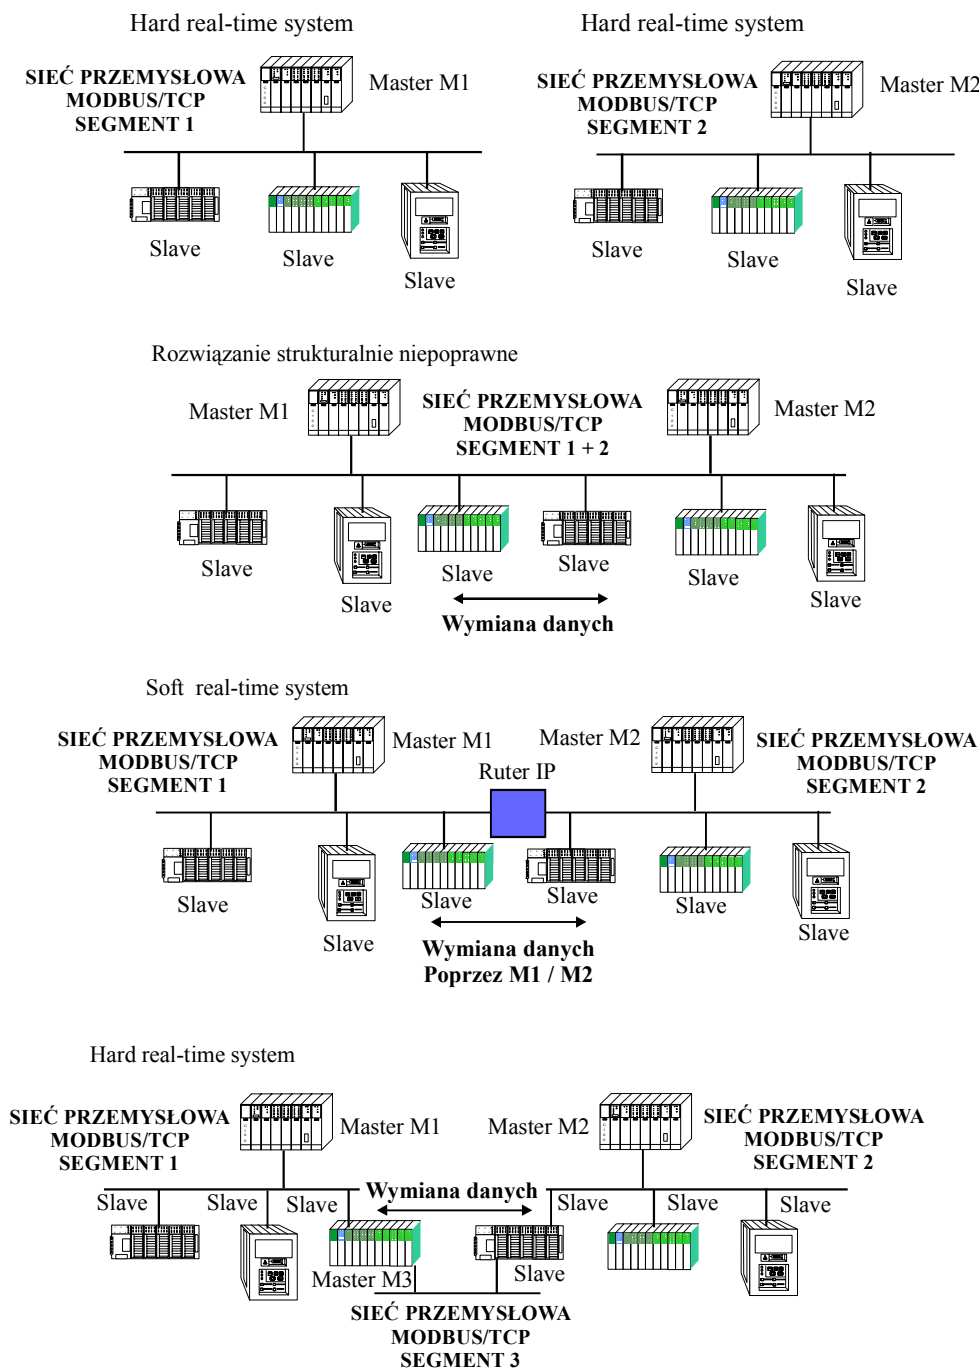 Hard real-time system
SIEĆ PRZEMYSŁOWA
MODBUS/TCP
SEGMENT 1
Master M1
Slave
Slave
Slave
Hard real-time system
SIEĆ PRZEMYSŁOWA
MODBUS/TCP
SEGMENT 2
Master M2
Slave
Slave
Slave
Rozwiązanie strukturalnie niepoprawne
Master M1
SIEĆ PRZEMYSŁOWA
MODBUS/TCP
SEGMENT 1 + 2
Master M2
Slave
Slave
Slave
Slave
Slave
Slave
Wymiana danych
Soft real-time system
SIEĆ PRZEMYSŁOWA
MODBUS/TCP
SEGMENT 1
Master M1
Master M2
Ruter IP
SIEĆ PRZEMYSŁOWA
MODBUS/TCP
SEGMENT 2
Slave
Slave
Slave
Slave
Slave
Slave
Wymiana danych
Poprzez M1 / M2
Hard real-time system
SIEĆ PRZEMYSŁOWA
MODBUS/TCP
SEGMENT 1
Master M1
Master M2
SIEĆ PRZEMYSŁOWA
MODBUS/TCP
SEGMENT 2
Slave
Slave
Slave
Wymiana danych
Slave
Slave
Slave
Master M3
Slave
SIEĆ PRZEMYSŁOWA
MODBUS/TCP
SEGMENT 3